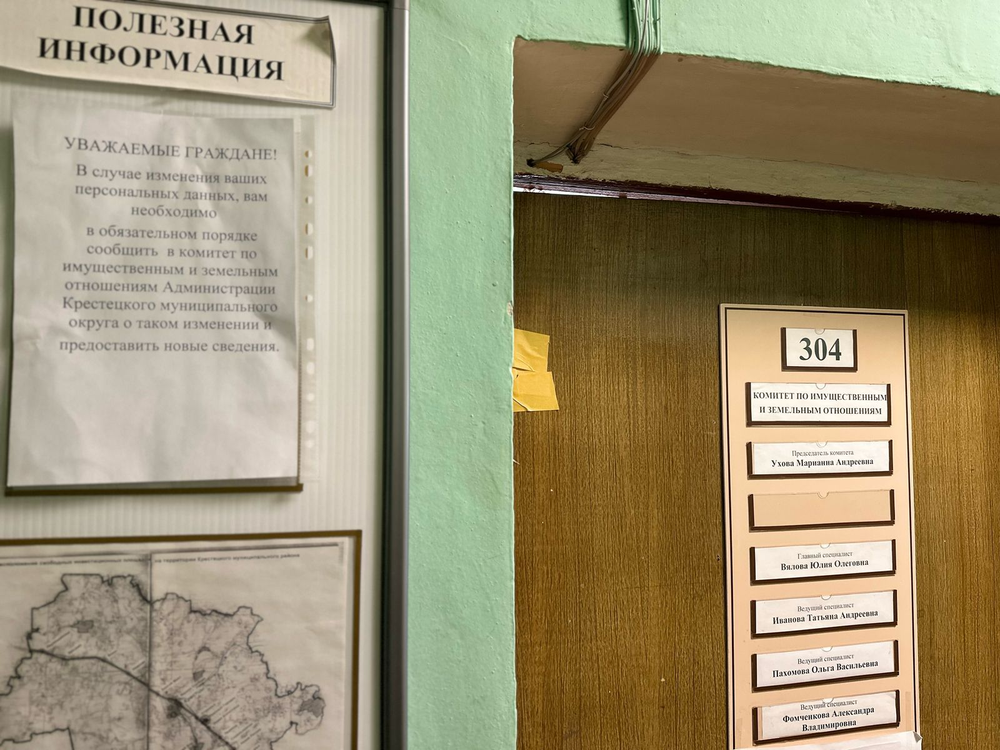 ПОЛЕЗНАЯ
ИНФОРМАЦИЯ
УВАЖАЕМЫЕ ГРАЖДАНЕ!
В случае изменения ваших
персональных данных, вам
необходимо
в обязательном порядке
сообщить в комитет по
имущественным и земельным
отношениям Администрации
Крестецкого муниципального
округа о таком изменении и
предоставить новые сведения.
свободных инвестиционных на территории Крестецкого муниципального района
304
КОМИТЕТ ПО ИМУЩЕСТВЕННЫМ
И ЗЕМЕЛЬНЫМ ОТНОШЕНИЯМ
Председатель комитета
Ухова Марианна Андреевна
Главный специалист
Вялова Юлия Олеговна
Ведущий специалист
Иванова Татьяна Андреевна
Ведущий специалист
Пахомова Ольга Васильевна
Ведущий специалист
Фомченкова Александра
Владимировна